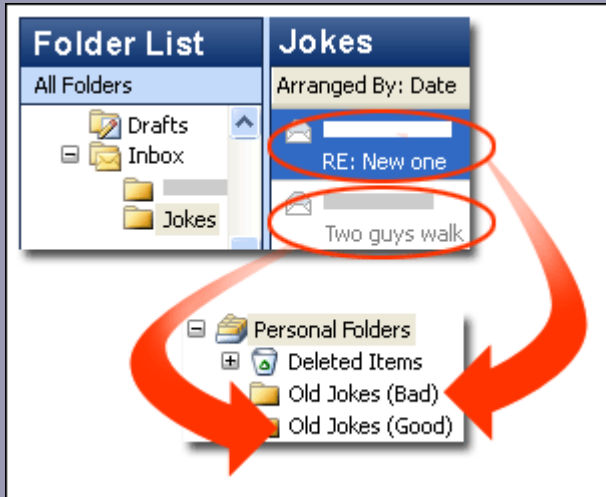 Folder List
All Folders
Drafts
Inbox
Jokes
Jokes
Arranged By: Date
RE: New one
Two guys walk
Personal Folders
Deleted Items
Old Jokes (Bad)
Old Jokes (Good)